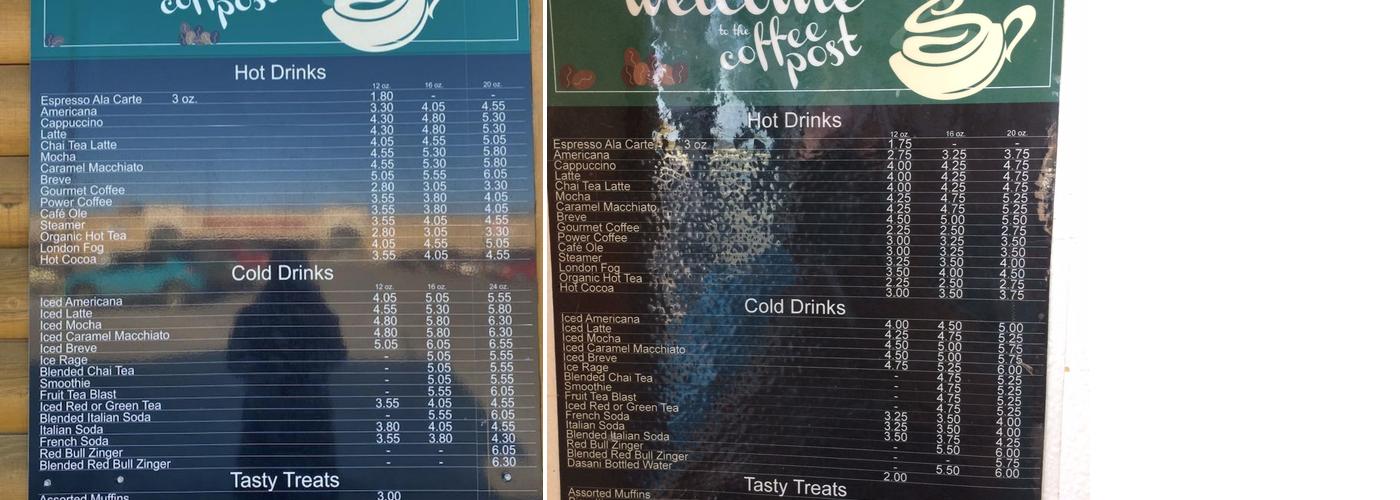 coffee
post
Hot Drinks
12 oz. 16 oz. 20 oz.
Espresso Ala Carte 3 oz. 1.80 - -
Americana 3.30 4.05 4.55
Cappuccino 4.30 4.80 5.30
Latte 4.30 4.80 5.30
Chai Tea Latte 4.05 4.55 5.05
Mocha 4.55 5.30 5.80
Caramel Macchiato 4.55 5.30 5.80
Breve 5.05 5.55 6.05
Gourmet Coffee 2.80 3.05 3.30
Power Coffee 3.55 3.80 4.05
Café Ole 3.55 3.80 4.05
Steamer 3.55 4.05 4.55
Organic Hot Tea 2.80 3.05 3.30
London Fog 4.05 4.55 5.05
Hot Cocoa 3.55 4.05 4.55
Cold Drinks
12 oz. 16 oz. 24 oz.
Iced Americana 4.05 5.05 5.55
Iced Latte 4.55 5.30 5.80
Iced Mocha 4.80 5.80 6.30
Iced Caramel Macchiato 4.80 5.80 6.30
Iced Breve 5.05 6.05 6.55
Ice Rage - 5.05 5.55
Blended Chai Tea - 5.05 5.55
Smoothie - 5.05 5.55
Fruit Tea Blast - 5.55 6.05
Iced Red or Green Tea 3.55 4.05 4.55
Blended Italian Soda - 5.55 6.05
Italian Soda 3.80 4.05 4.55
French Soda 3.55 3.80 4.30
Red Bull Zinger - - 6.05
Blended Red Bull Zinger - - 6.30
Tasty Treats
Assorted Muffins 3.00
welcome
to the
coffee
post
Hot Drinks
12 oz. 16 oz. 20 oz.
Espresso Ala Carte 3 oz 1.75 - -
Americana 2.75 3.25 3.75
Cappuccino 4.00 4.25 4.75
Latte 4.00 4.25 4.75
Chai Tea Latte 4.00 4.25 4.75
Mocha 4.25 4.75 5.25
Caramel Macchiato 4.25 4.75 5.25
Breve 4.50 5.00 5.50
Gourmet Coffee 2.25 2.50 2.75
Power Coffee 3.00 3.25 3.50
Café Ole 3.00 3.25 3.50
Steamer 3.25 3.50 4.00
London Fog 3.50 4.00 4.50
Organic Hot Tea 2.25 2.50 2.75
Hot Cocoa 3.00 3.50 3.75
Cold Drinks
Iced Americana 4.00 4.50 5.00
Iced Latte 4.25 4.75 5.25
Iced Mocha 4.50 5.00 5.75
Iced Caramel Macchiato 4.50 5.00 5.75
Iced Breve 4.75 5.25 6.00
Ice Rage - 4.75 5.25
Blended Chai Tea - 4.75 5.25
Smoothie - 4.75 5.25
Fruit Tea Blast - 4.75 5.25
Iced Red or Green Tea 3.25 3.50 4.00
French Soda 3.25 3.50 4.00
Italian Soda 3.50 3.75 4.25
Blended Italian Soda - 5.50 6.00
Red Bull Zinger - - 5.75
Blended Red Bull Zinger - 5.50 6.00
Dasani Bottled Water 2.00
Tasty Treats
Assorted Muffins